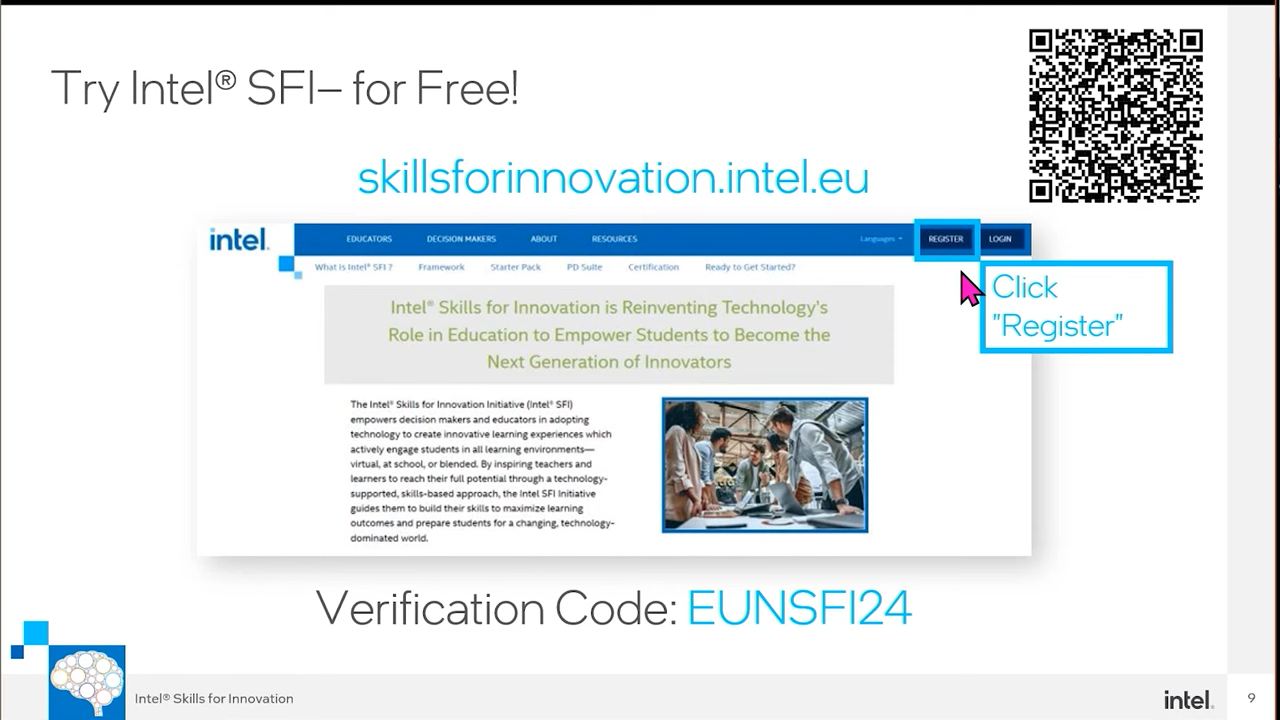 Try Intel® SFI– for Free!
skillsforinnovation.intel.eu
intel.
EDUCATORS DECISION MAKERS ABOUT RESOURCES Languages REGISTER LOGIN
What is Intel® SFI ? Framework Starter Pack PD Suite Certification Ready to Get Started?
Click
"Register"
Intel® Skills for Innovation is Reinventing Technology's
Role in Education to Empower Students to Become the
Next Generation of Innovators
The Intel® Skills for Innovation Initiative (Intel® SFI)
empowers decision makers and educators in adopting
technology to create innovative learning experiences which
actively engage students in all learning environments—
virtual, at school, or blended. By inspiring teachers and
learners to reach their full potential through a technology-
supported, skills-based approach, the Intel SFI Initiative
guides them to build their skills to maximize learning
outcomes and prepare students for a changing, technology-
dominated world.
Verification Code: EUNSFI24
Intel® Skills for Innovation
intel.
9